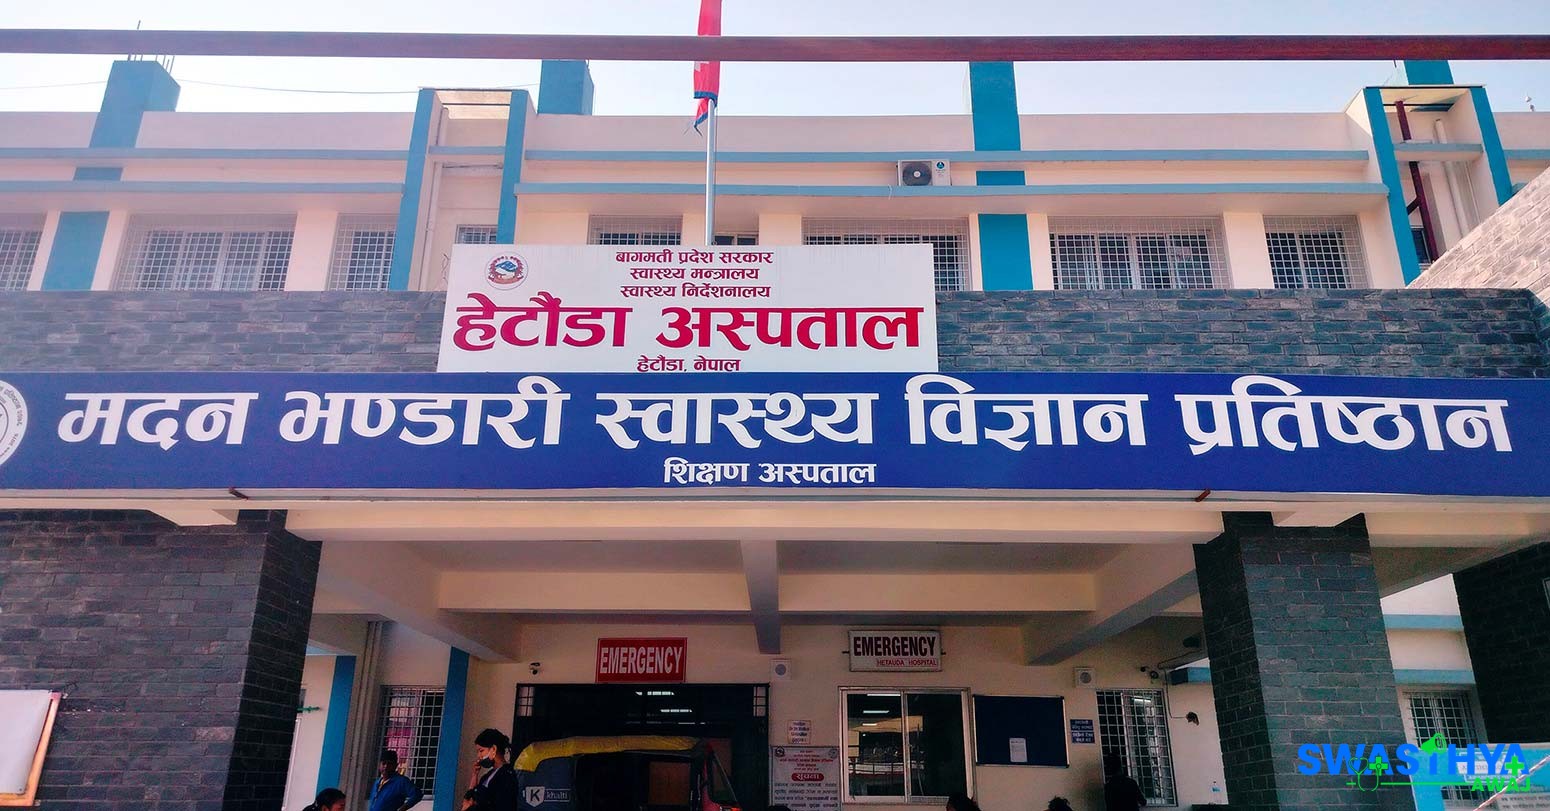 बागमती प्रदेश सरकार
स्वास्थ्य मन्त्रालय
स्वास्थ्य निर्देशनालय
हेटौंडा अस्पताल
हेटौंडा, नेपाल
मदन भण्डारी स्वास्थ्य विज्ञान प्रतिष्ठान
शिक्षण अस्पताल
EMERGENCY
EMERGENCY
HETAUDA HOSPITAL
सूचना
K khalti
SWASTHYA
AWAJ